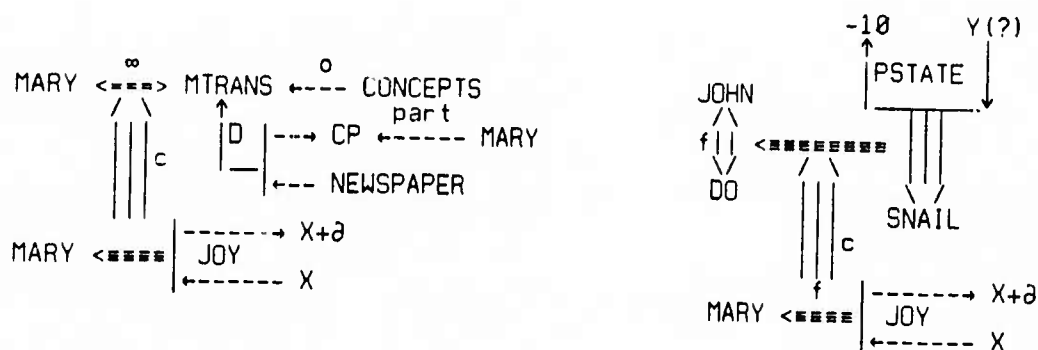 ∞
MARY <===> MTRANS <--- CONCEPTS
o
part
D
---> CP <------- MARY
c
<--- NEWSPAPER
MARY <≡≡≡≡ JOY
------> X+∂
<------ X
-10 Y(?)
PSTATE
JOHN
f
<≡≡≡≡≡≡≡≡
DO
SNAIL
c
f
MARY <≡≡≡≡ JOY
------> X+∂
<------ X